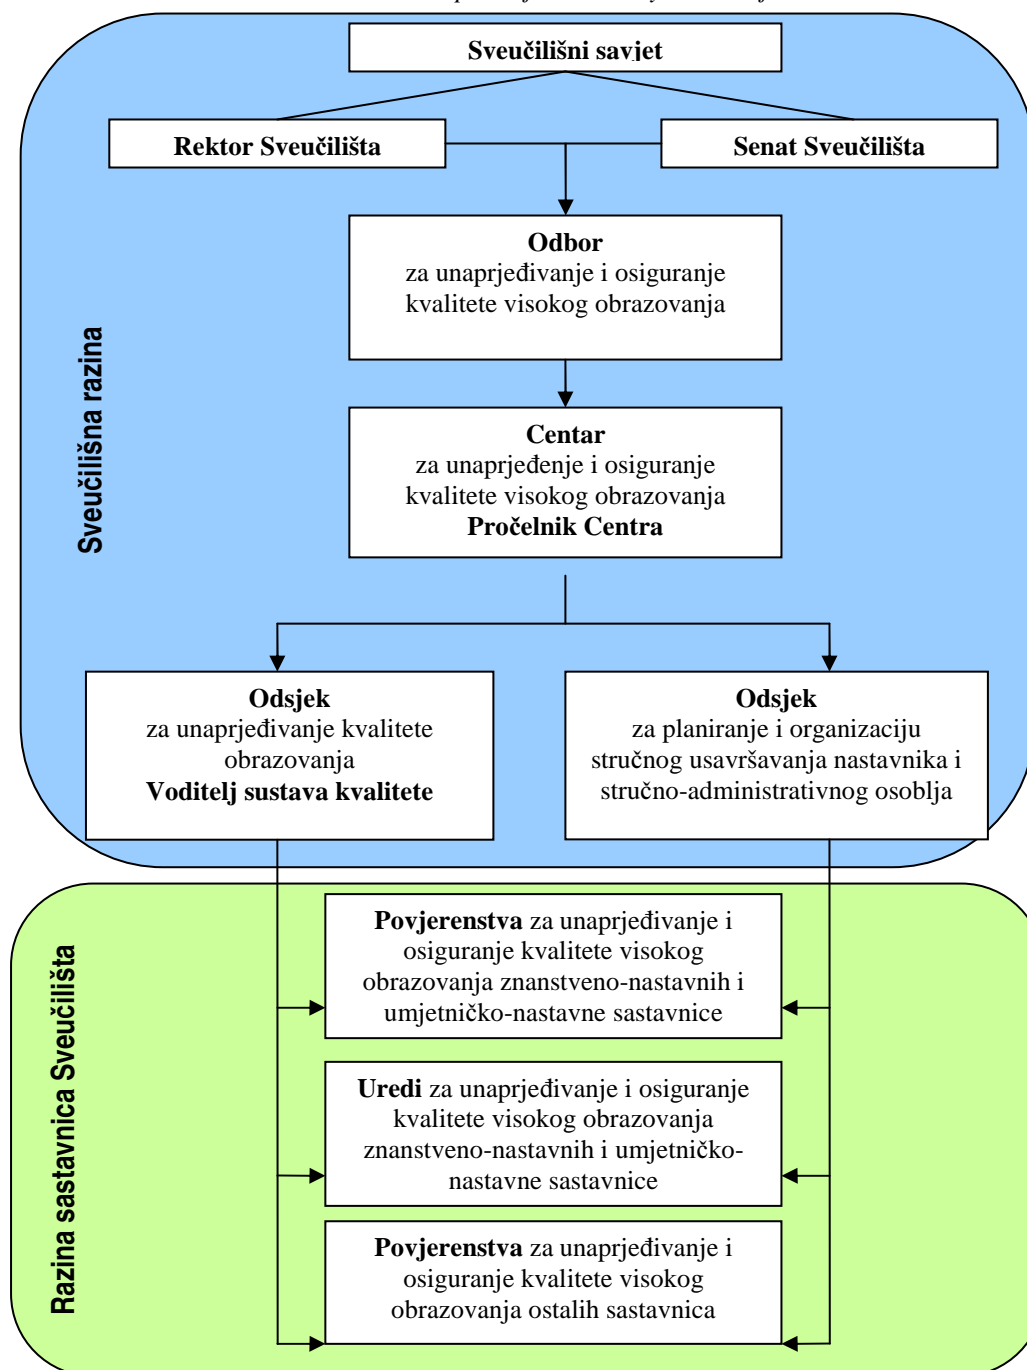 Sveučilišni savjet
Rektor Sveučilišta
Senat Sveučilišta
Odbor
za unaprjeđivanje i osiguranje
kvalitete visokog obrazovanja
Sveučilišna razina
Centar
za unaprjeđenje i osiguranje
kvalitete visokog obrazovanja
Pročelnik Centra
Odsjek
za unaprjeđivanje kvalitete
obrazovanja
Voditelj sustava kvalitete
Odsjek
za planiranje i organizaciju
stručnog usavršavanja nastavnika i
stručno-administrativnog osoblja
Razina sastavnica Sveučilišta
Povjerenstva za unaprjeđivanje i
osiguranje kvalitete visokog
obrazovanja znanstveno-nastavnih i
umjetničko-nastavne sastavnice
Uredi za unaprjeđivanje i osiguranje
kvalitete visokog obrazovanja
znanstveno-nastavnih i umjetničko-
nastavne sastavnice
Povjerenstva za unaprjeđivanje i
osiguranje kvalitete visokog
obrazovanja ostalih sastavnica